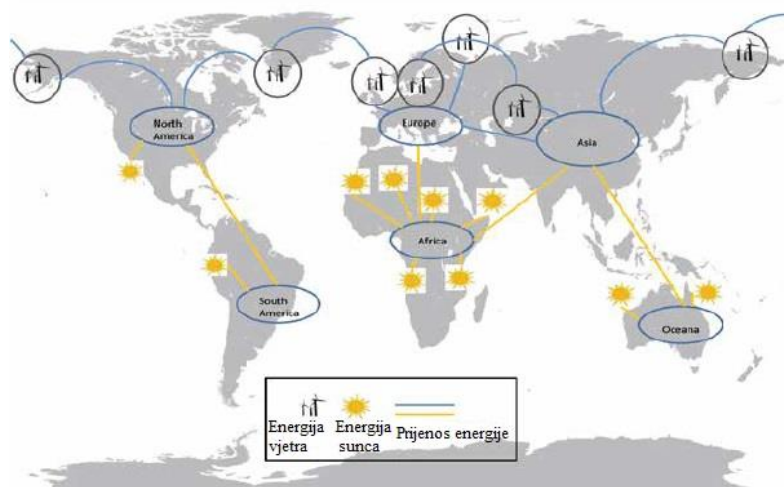 North
America
Europe
Asia
Africa
South
America
Oceana
Energija
vjetra
Energija
sunca
Prijenos energije